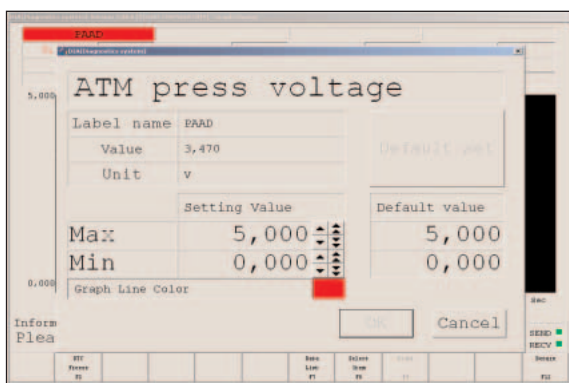 PAAD
ATM press voltage
Label name PAAD
Value 3,470
Default set
Unit v
Setting Value Default value
5,000
Max 5,000 5,000
Min 0,000 0,000
0,000
Graph Line Color
Sec
Inform
Plea
OK Cancel
SEND
RECV
F12